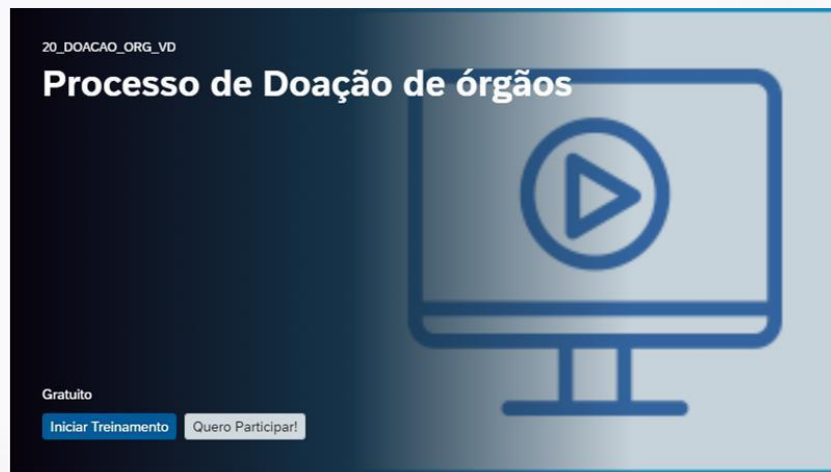 20_DOACAO_ORG_VD
Processo de Doação de órgãos
Gratuito
Iniciar Treinamento Quero Participar!